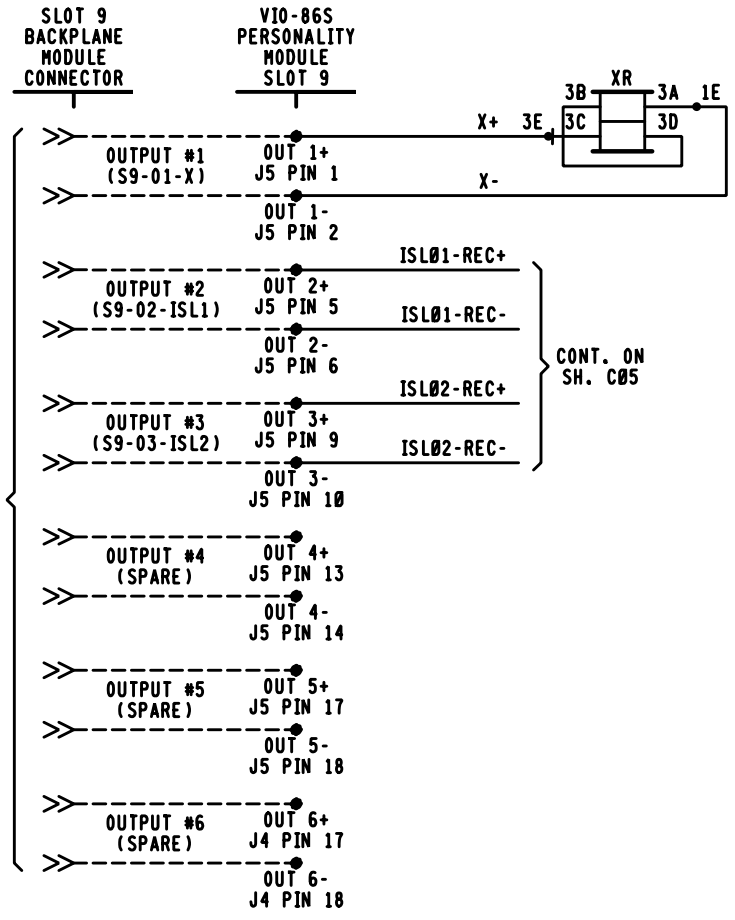 SLOT 9
BACKPLANE
MODULE
CONNECTOR
VIO-86S
PERSONALITY
MODULE
SLOT 9
XR
3B
3A
1E
X+
3E
3C
3D
OUTPUT #1
(S9-01-X)
OUT 1+
J5 PIN 1
X-
OUT 1-
J5 PIN 2
ISLØ1-REC+
OUTPUT #2
(S9-02-ISL1)
OUT 2+
J5 PIN 5
ISLØ1-REC-
OUT 2-
J5 PIN 6
CONT. ON
SH. CØ5
ISLØ2-REC+
OUTPUT #3
(S9-03-ISL2)
OUT 3+
J5 PIN 9
ISLØ2-REC-
OUT 3-
J5 PIN 10
OUTPUT #4
(SPARE)
OUT 4+
J5 PIN 13
OUT 4-
J5 PIN 14
OUTPUT #5
(SPARE)
OUT 5+
J5 PIN 17
OUT 5-
J5 PIN 18
OUTPUT #6
(SPARE)
OUT 6+
J4 PIN 17
OUT 6-
J4 PIN 18